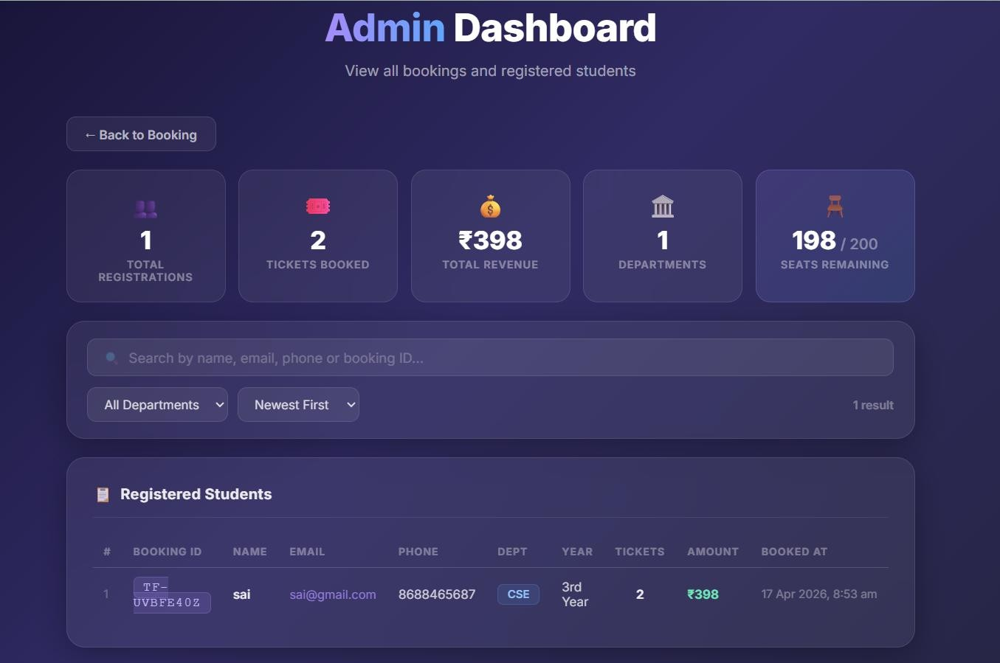 Admin Dashboard
View all bookings and registered students
← Back to Booking
1
TOTAL
REGISTRATIONS
2
TICKETS BOOKED
₹398
TOTAL REVENUE
1
DEPARTMENTS
198 / 200
SEATS REMAINING
Search by name, email, phone or booking ID...
All Departments
Newest First
1 result
Registered Students
# BOOKING ID NAME EMAIL PHONE DEPT YEAR TICKETS AMOUNT BOOKED AT
1 TF-
UVBFE40Z sai sai@gmail.com 8688465687 CSE 3rd
Year 2 ₹398 17 Apr 2026, 8:53 am